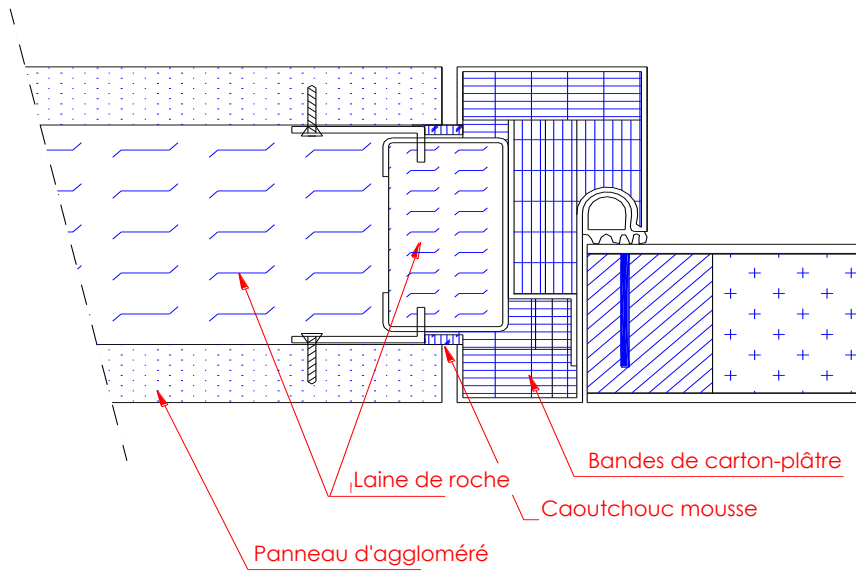 Bandes de carton-plâtre
Laine de roche
Caoutchouc mousse
Panneau d'aggloméré